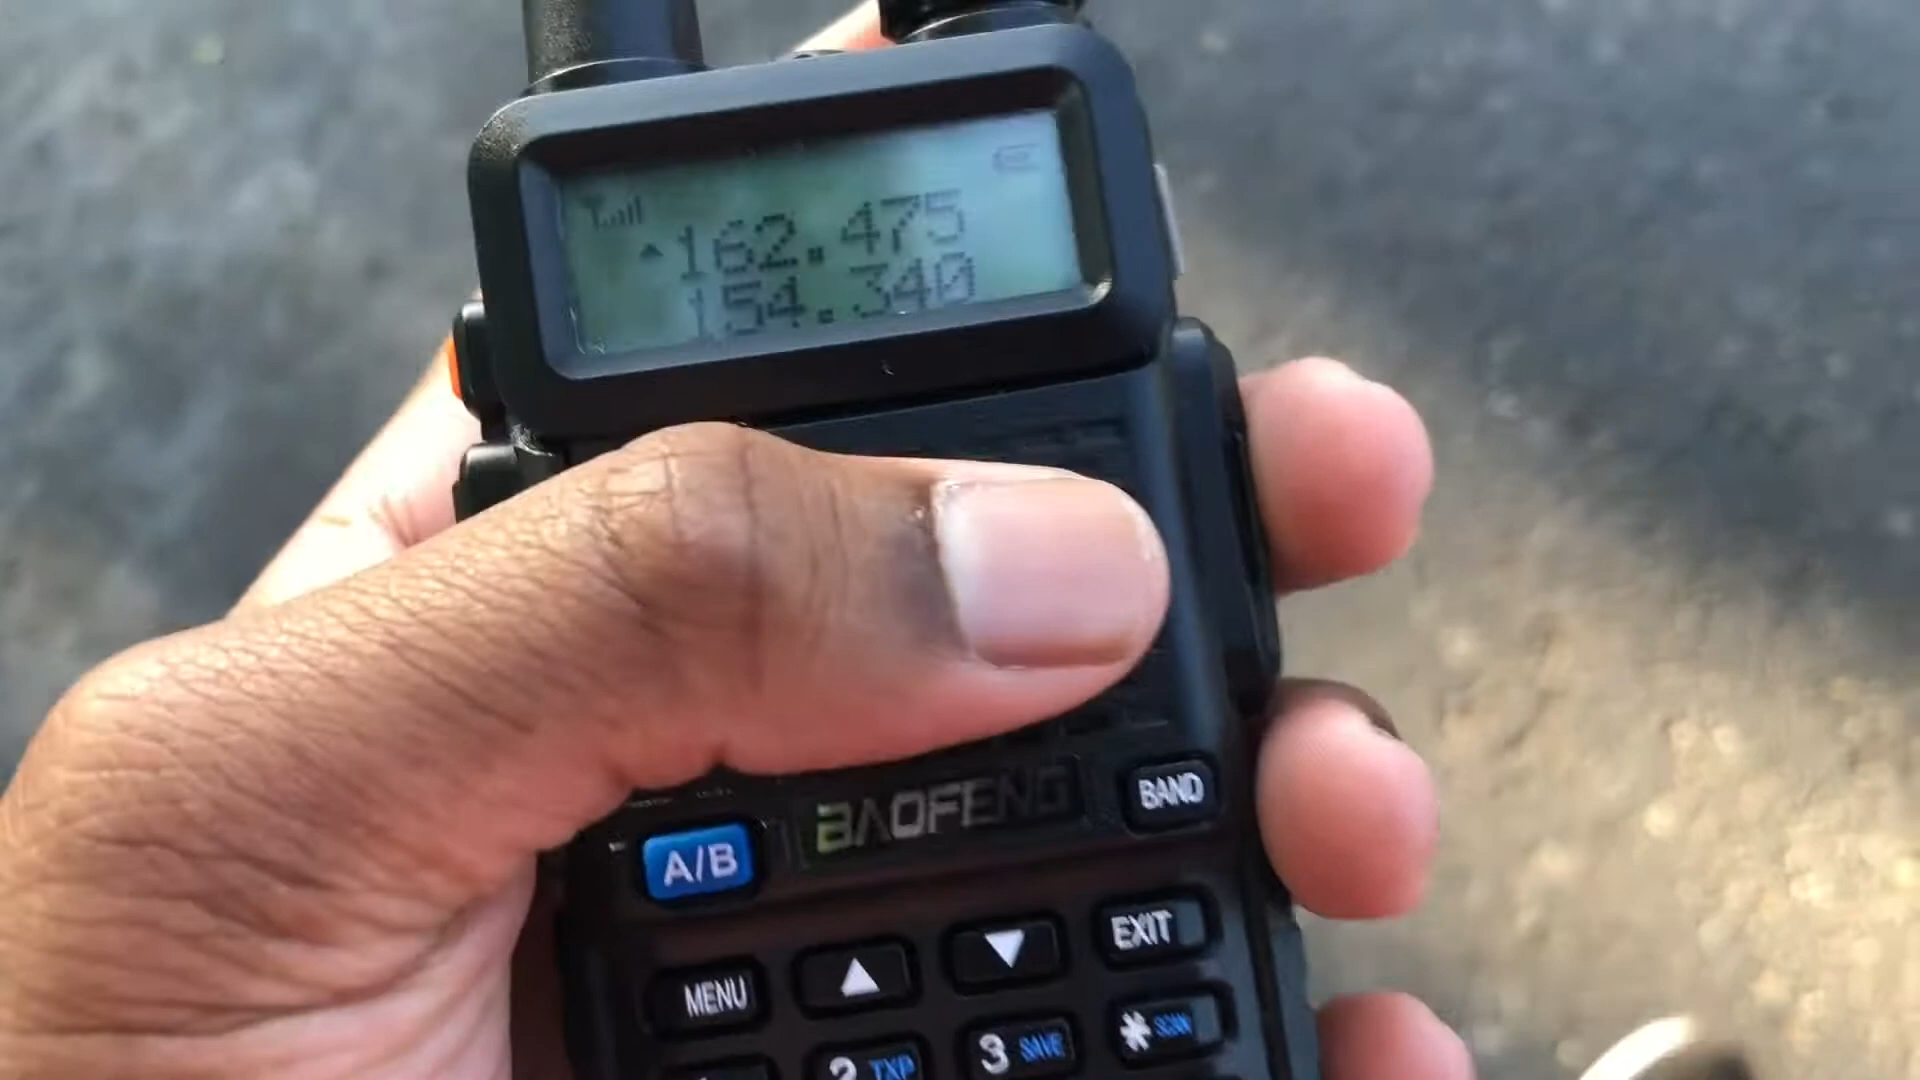 162.475
154.340
BAOFENG
BAND
A/B
MENU
EXIT
2 TXP
3 SAVE
* SCAN